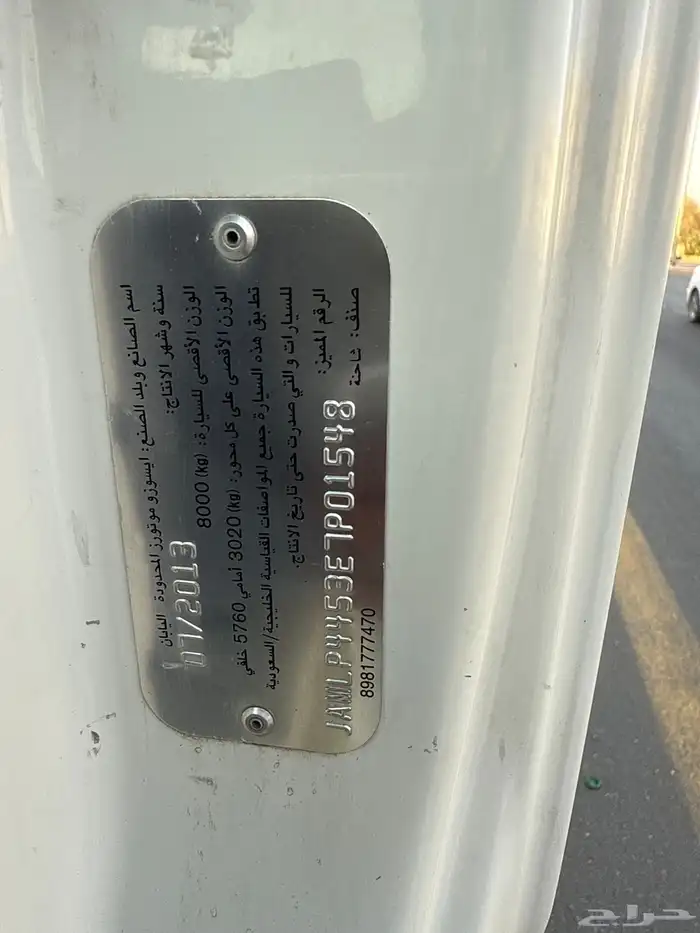 اسم الصانع وبلد الصنع: ايسوزو موتورز المحدودة اليابان
سنة وشهر الانتاج: 07/2013
الوزن الأقصى للسيارة: (kg) 8000
الوزن الأقصى على كل محور: (kg) 3020 أمامي 5760 خلفي
تطابق هذه السيارة جميع المواصفات القياسية الخليجية/السعودية
للسيارات والتي صدرت حتى تاريخ الانتاج.
الرقم المميز: JAMLP4453E7P01548
صنف: شاحنة
8981777470
حراج